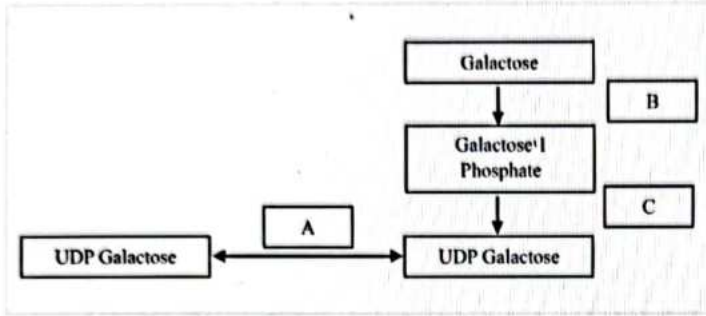 Galactose
B
Galactose 1
Phosphate
C
A
UDP Galactose
UDP Galactose